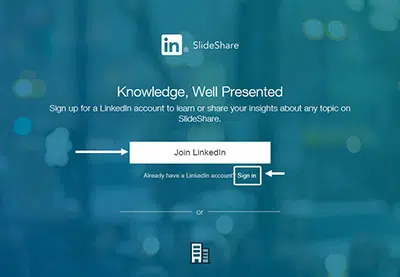 in SlideShare
Knowledge, Well Presented
Sign up for a LinkedIn account to learn or share your insights about any topic on
SlideShare.
Join LinkedIn
Already have a LinkedIn account? Sign in
or